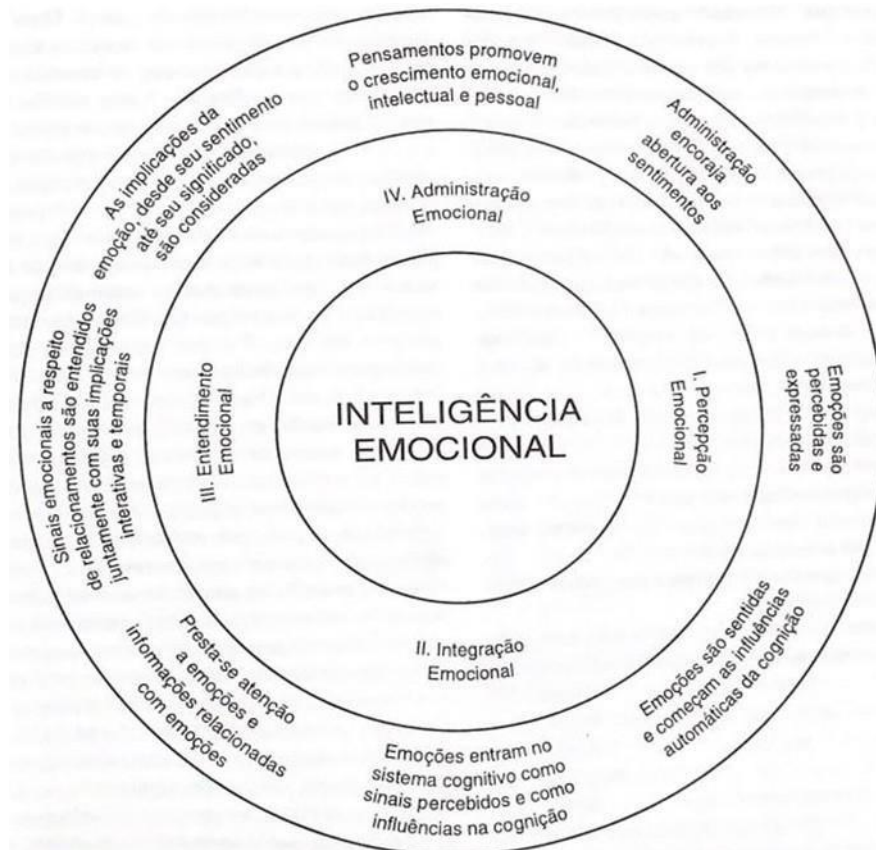 Pensamentos promovem
o crescimento emocional,
intelectual e pessoal
Administração
encoraja
abertura aos
sentimentos
As implicações da
emoção, desde seu sentimento
até seu significado,
são consideradas
IV. Administração
Emocional
Sinais emocionais a respeito
de relacionamentos são entendidos
juntamente com suas implicações
interativas e temporais
III. Entendimento
Emocional
INTELIGÊNCIA
EMOCIONAL
I. Percepção
Emocional
Emoções são
percebidas e
expressadas
II. Integração
Emocional
Presta-se atenção
a emoções e
informações relacionadas
com emoções
Emoções são sentidas
e começam as influências
automáticas da cognição
Emoções entram no
sistema cognitivo como
sinais percebidos e como
influências na cognição